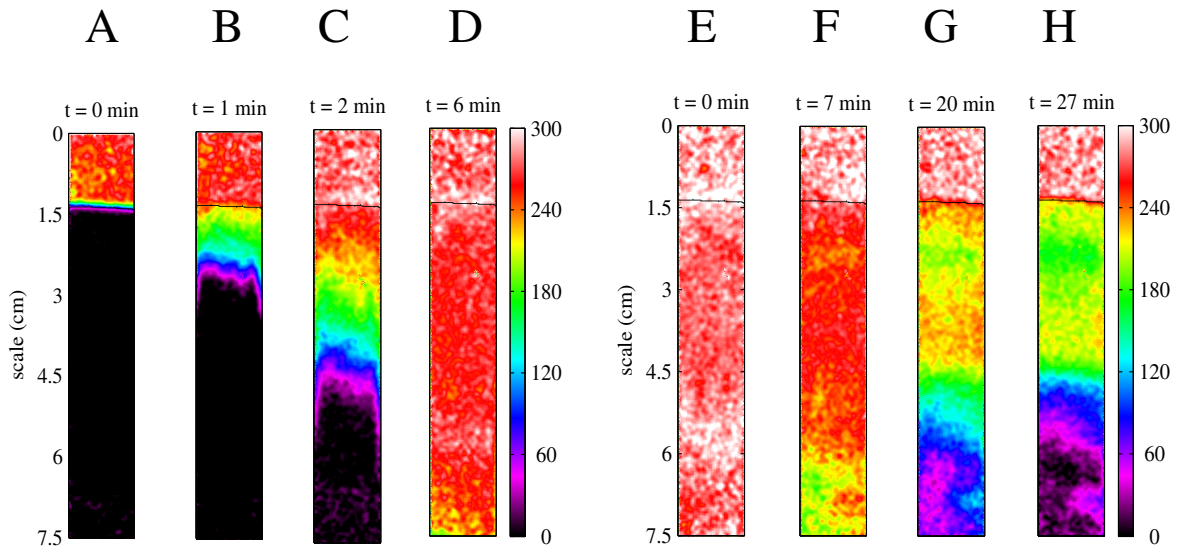 A B C D E F G H
t = 0 min t = 1 min t = 2 min t = 6 min t = 0 min t = 7 min t = 20 min t = 27 min
0 300 0 300
1.5 240 1.5 240
3 180 3 180
scale (cm) scale (cm)
4.5 120 4.5 120
6 60 6 60
7.5 0 7.5 0